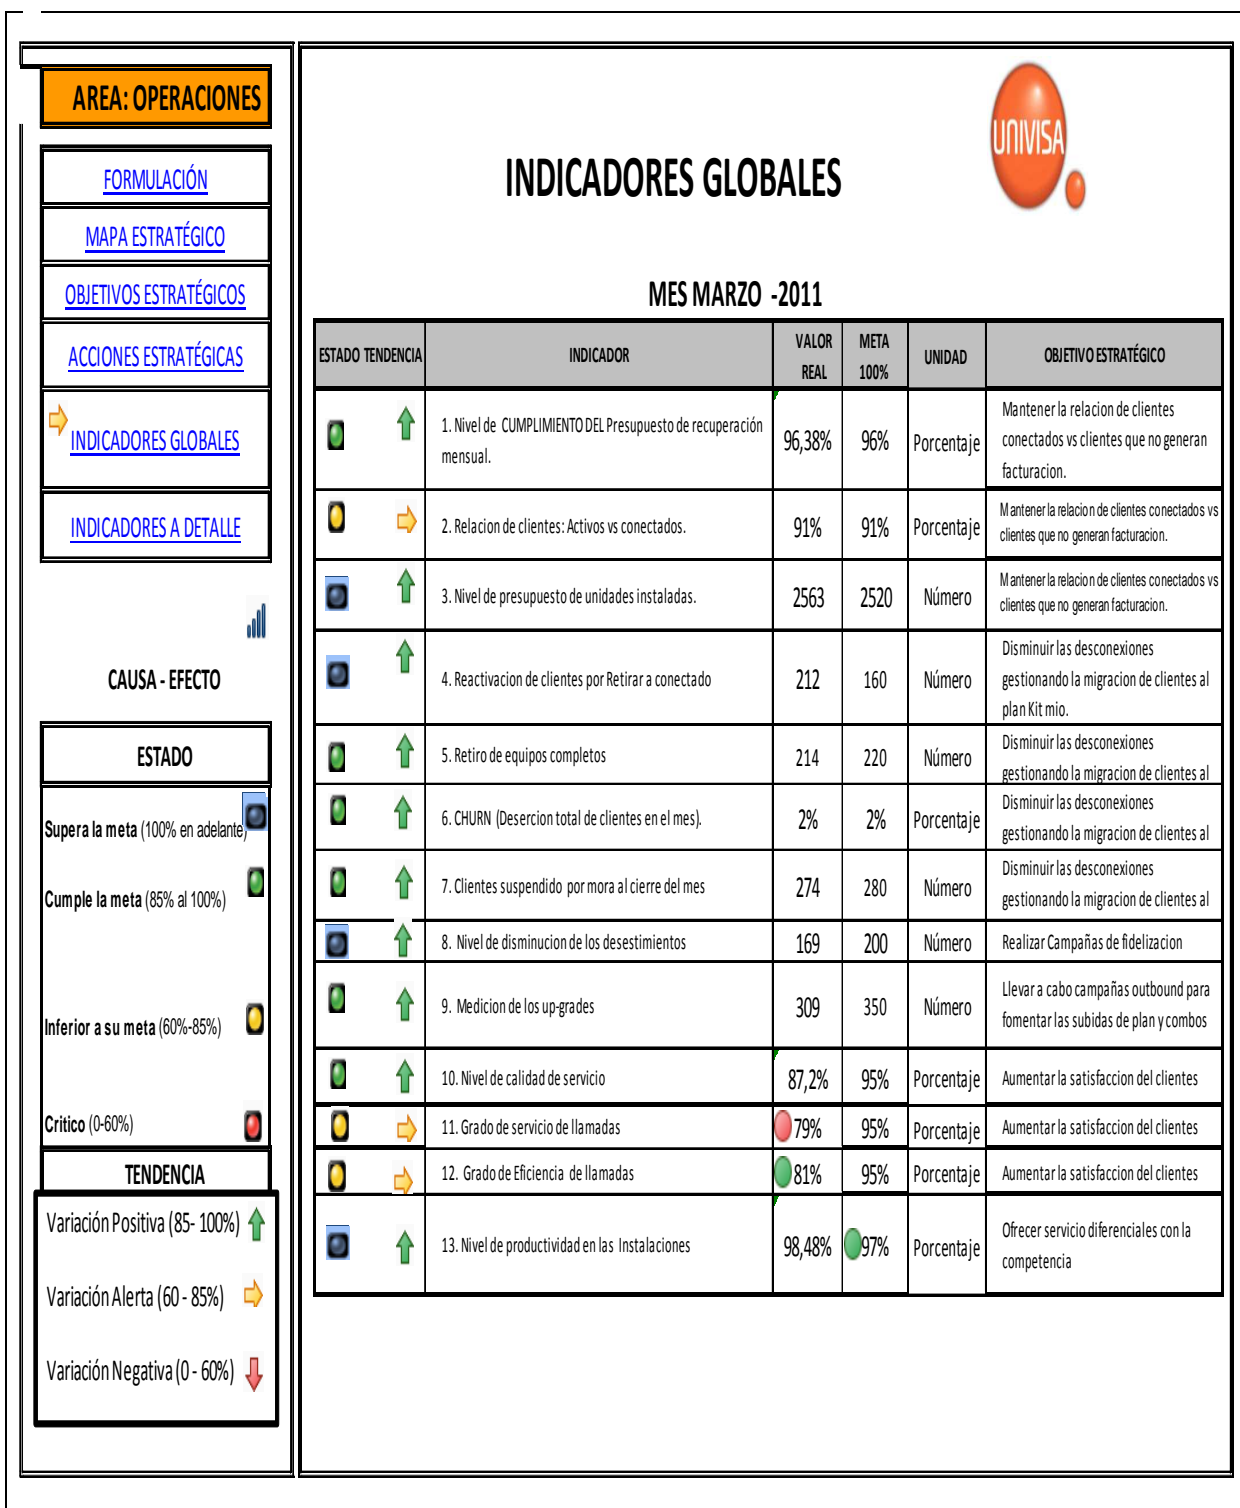 AREA: OPERACIONES
FORMULACIÓN
MAPA ESTRATÉGICO
OBJETIVOS ESTRATÉGICOS
ACCIONES ESTRATÉGICAS
INDICADORES GLOBALES
INDICADORES A DETALLE
CAUSA - EFECTO
ESTADO
Supera la meta (100% en adelante)
Cumple la meta (85% al 100%)
Inferior a su meta (60%-85%)
Critico (0-60%)
TENDENCIA
Variación Positiva (85- 100%)
Variación Alerta (60 - 85%)
Variación Negativa (0 - 60%)
UNIVISA
INDICADORES GLOBALES
MES MARZO -2011
ESTADO TENDENCIA INDICADOR VALOR REAL META 100% UNIDAD OBJETIVO ESTRATÉGICO
1. Nivel de CUMPLIMIENTO DEL Presupuesto de recuperación
mensual.
96,38% 96% Porcentaje
Mantener la relacion de clientes
conectados vs clientes que no generan
facturacion.
2. Relacion de clientes: Activos vs conectados.
91% 91% Porcentaje
Mantener la relacion de clientes conectados vs
clientes que no generan facturacion.
3. Nivel de presupuesto de unidades instaladas.
2563 2520 Número
Mantener la relacion de clientes conectados vs
clientes que no generan facturacion.
4. Reactivacion de clientes por Retirar a conectado
212 160 Número
Disminuir las desconexiones
gestionando la migracion de clientes al
plan Kit mio.
5. Retiro de equipos completos
214 220 Número
Disminuir las desconexiones
gestionando la migracion de clientes al
6. CHURN (Desercion total de clientes en el mes).
2% 2% Porcentaje
Disminuir las desconexiones
gestionando la migracion de clientes al
7. Clientes suspendido por mora al cierre del mes
274 280 Número
Disminuir las desconexiones
gestionando la migracion de clientes al
8. Nivel de disminucion de los desestimientos
169 200 Número
Realizar Campañas de fidelizacion
9. Medicion de los up-grades
309 350 Número
Llevar a cabo campañas outbound para
fomentar las subidas de plan y combos
10. Nivel de calidad de servicio
87,2% 95% Porcentaje
Aumentar la satisfaccion del clientes
11. Grado de servicio de llamadas
79% 95% Porcentaje
Aumentar la satisfaccion del clientes
12. Grado de Eficiencia de llamadas
81% 95% Porcentaje
Aumentar la satisfaccion del clientes
13. Nivel de productividad en las Instalaciones
98,48% 97% Porcentaje
Ofrecer servicio diferenciales con la
competencia